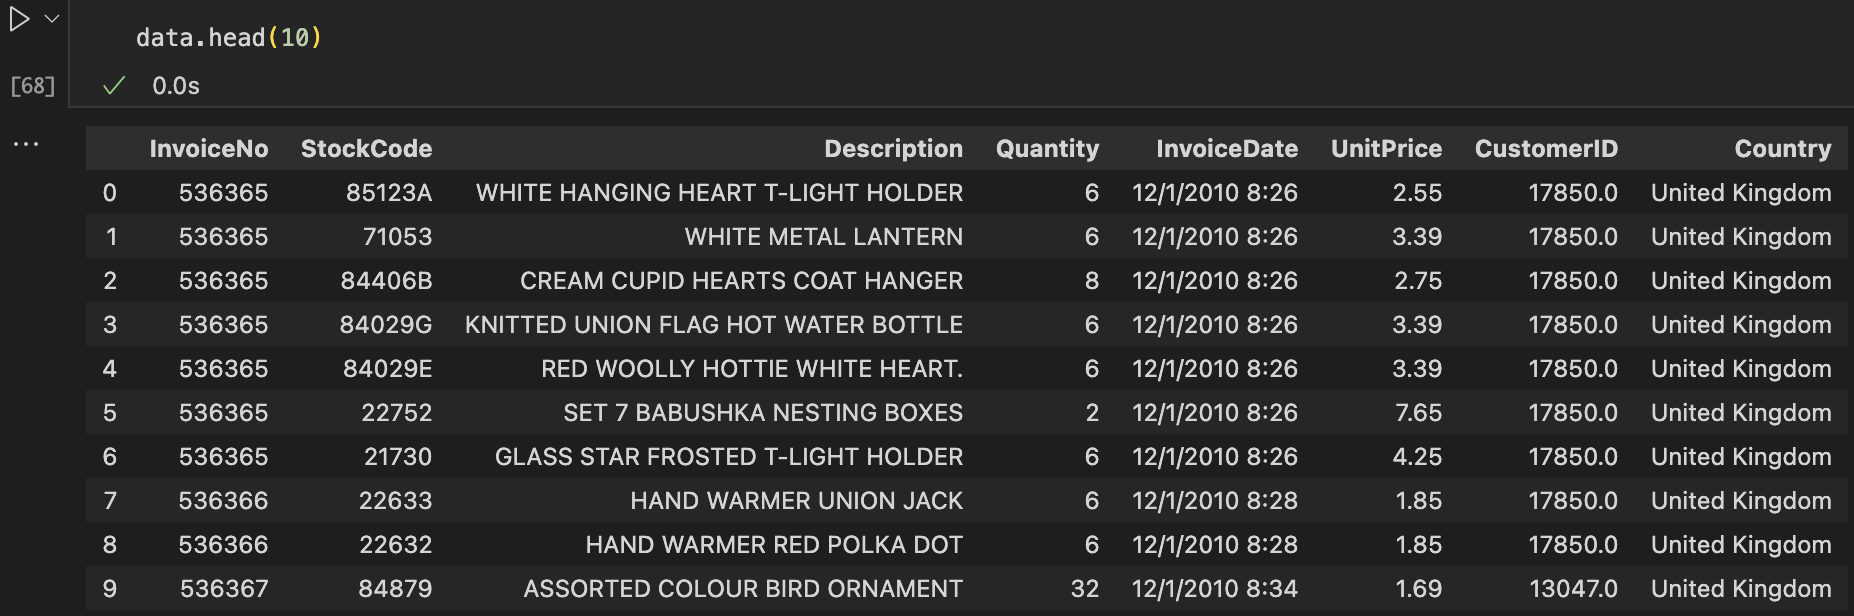 data.head(10)
[68] 0.0s
InvoiceNo StockCode Description Quantity InvoiceDate UnitPrice CustomerID Country
0 536365 85123A WHITE HANGING HEART T-LIGHT HOLDER 6 12/1/2010 8:26 2.55 17850.0 United Kingdom
1 536365 71053 WHITE METAL LANTERN 6 12/1/2010 8:26 3.39 17850.0 United Kingdom
2 536365 84406B CREAM CUPID HEARTS COAT HANGER 8 12/1/2010 8:26 2.75 17850.0 United Kingdom
3 536365 84029G KNITTED UNION FLAG HOT WATER BOTTLE 6 12/1/2010 8:26 3.39 17850.0 United Kingdom
4 536365 84029E RED WOOLLY HOTTIE WHITE HEART. 6 12/1/2010 8:26 3.39 17850.0 United Kingdom
5 536365 22752 SET 7 BABUSHKA NESTING BOXES 2 12/1/2010 8:26 7.65 17850.0 United Kingdom
6 536365 21730 GLASS STAR FROSTED T-LIGHT HOLDER 6 12/1/2010 8:26 4.25 17850.0 United Kingdom
7 536366 22633 HAND WARMER UNION JACK 6 12/1/2010 8:28 1.85 17850.0 United Kingdom
8 536366 22632 HAND WARMER RED POLKA DOT 6 12/1/2010 8:28 1.85 17850.0 United Kingdom
9 536367 84879 ASSORTED COLOUR BIRD ORNAMENT 32 12/1/2010 8:34 1.69 13047.0 United Kingdom